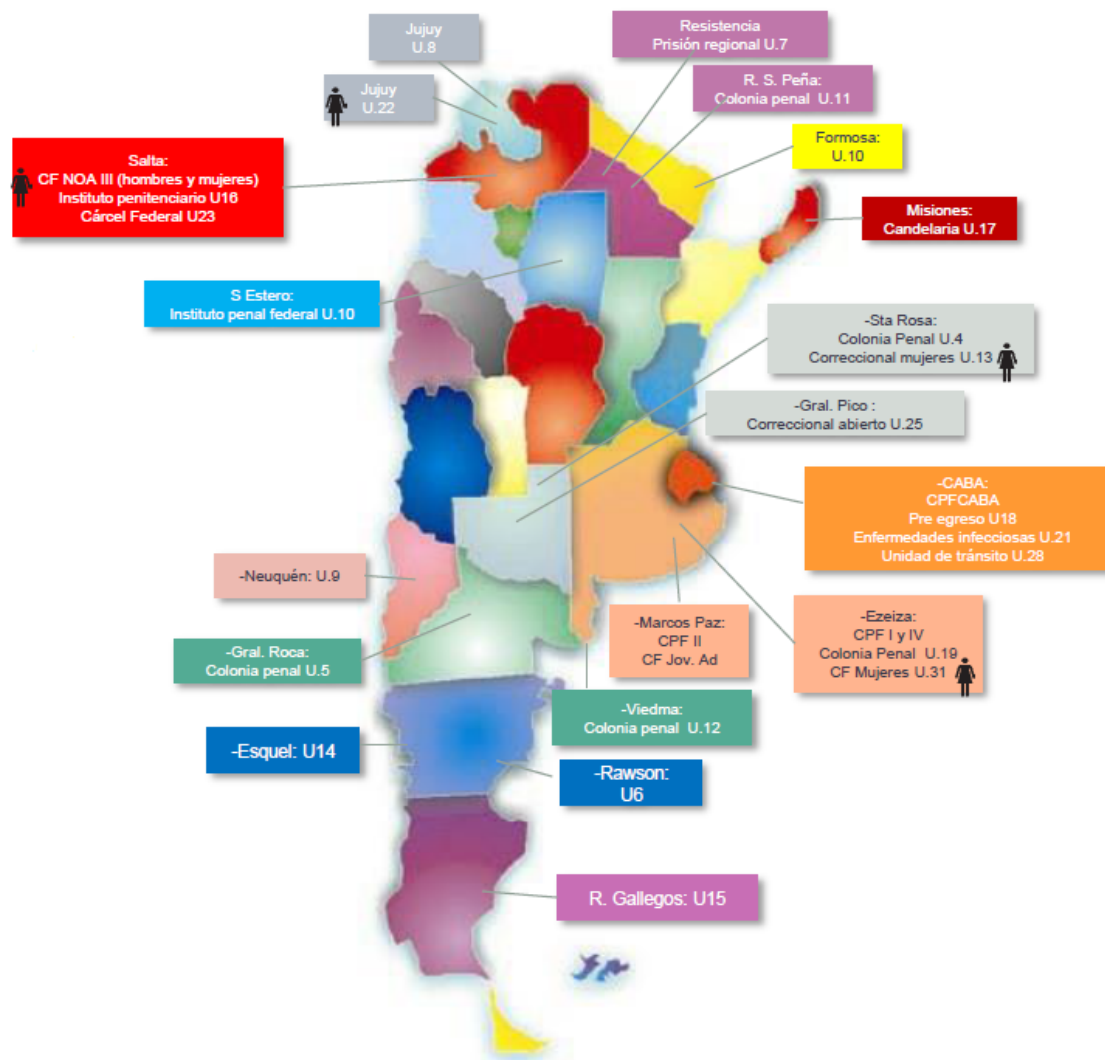 Jujuy
U.8
Resistencia
Prisión regional U.7
Jujuy
U.22
R. S. Peña:
Colonia penal U.11
Formosa:
U.10
Salta:
CF NOA III (hombres y mujeres)
Instituto penitenciario U16
Cárcel Federal U23
Misiones:
Candelaria U.17
S Estero:
Instituto penal federal U.10
-Sta Rosa:
Colonia Penal U.4
Correccional mujeres U.13
-Gral. Pico :
Correccional abierto U.25
-CABA:
CPFCABA
Pre egreso U18
Enfermedades infecciosas U.21
Unidad de tránsito U.28
-Neuquén: U.9
-Marcos Paz:
CPF II
CF Jov. Ad
-Ezeiza:
CPF I y IV
Colonia Penal U.19
CF Mujeres U.31
-Gral. Roca:
Colonia penal U.5
-Viedma:
Colonia penal U.12
-Esquel: U14
-Rawson:
U6
R. Gallegos: U15